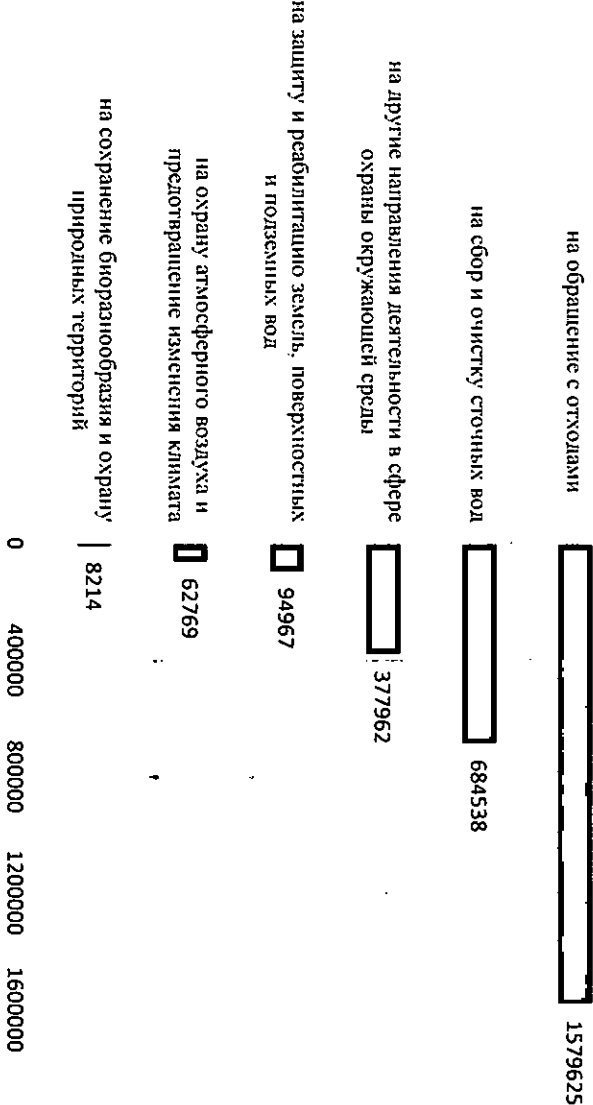 на обращение с отходами
1579625
на сбор и очистку сточных вод
684538
на другие направления деятельности в сфере
охраны окружающей среды
377962
на защиту и реабилитацию земель, поверхностных
и подземных вод
94967
на охрану атмосферного воздуха и
предотвращение изменения климата
62769
на сохранение биоразнообразия и охрану
природных территорий
8214
0 400000 800000 1200000 1600000